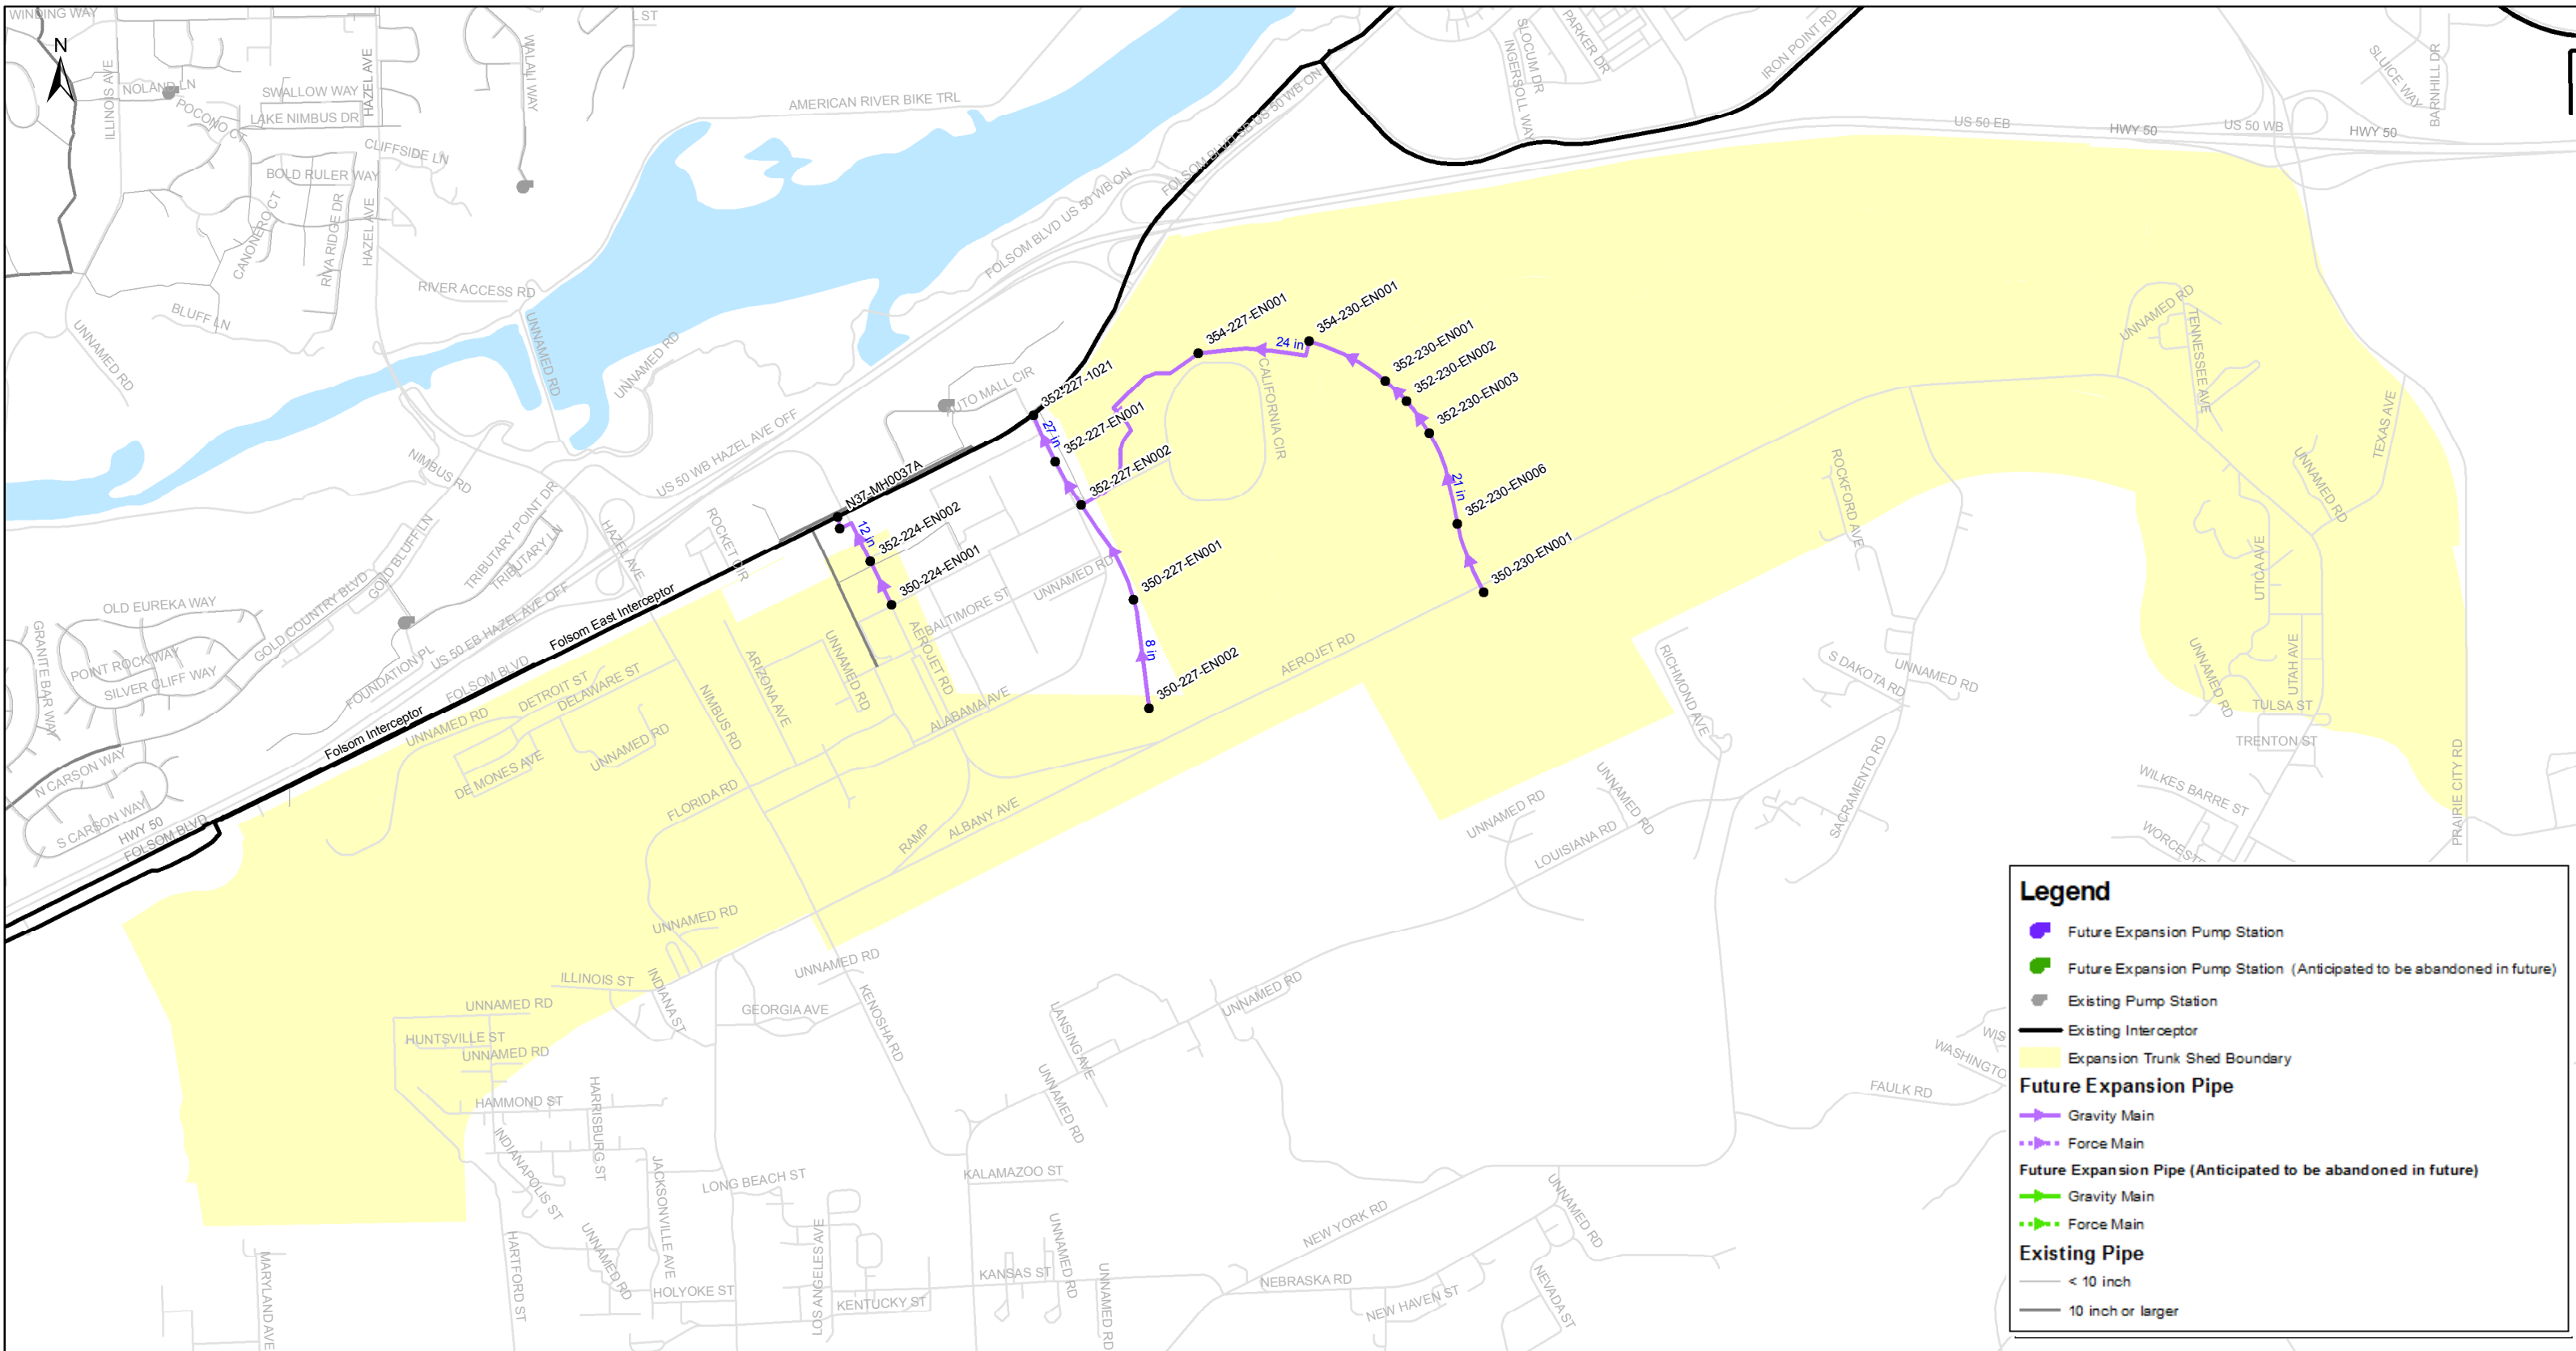 WINDING WAY
L ST
N
ILLINOIS AVE
NOLAND LN
POCONO CT
SWALLOW WAY
LAKE NIMBUS DR
HAZEL AVE
WALALI WAY
CLIFFSIDE LN
BOLD RULER WAY
CANONERO CT
RIVA RIDGE DR
HAZEL AVE
AMERICAN RIVER BIKE TRL
RIVER ACCESS RD
BLUFF LN
UNNAMED RD
UNNAMED RD
UNNAMED RD
FOLSOM BLVD US 50 WB ON
SLOCUM DR
INGERSOLL WAY
PARKER DR
IRON POINT RD
US 50 EB
HWY 50
US 50 WB
HWY 50
SLUICE WAY
BARNHILL DR
354-227-EN001
354-230-EN001
24 in
352-230-EN001
352-230-EN002
352-230-EN003
CALIFORNIA CIR
352-230-EN006
21 in
350-230-EN001
352-227-1021
AUTO MALL CIR
27 in
352-227-EN001
352-227-EN002
N37-MH0037A
12 in
352-224-EN002
350-224-EN001
350-227-EN001
8 in
350-227-EN002
US 50 WB HAZEL AVE OFF
NIMBUS RD
TRIBUTARY POINT DR
TRIBUTARY LN
HAZEL AVE
ROCKET CIR
GOLD BLUFF LN
GOLD COUNTRY BLVD
US 50 EB HAZEL AVE OFF
FOUNDATION PL
FOLSOM BLVD
Folsom East Interceptor
Folsom Interceptor
OLD EUREKA WAY
POINT ROCK WAY
SILVER CLIFF WAY
GRANITE BAR WAY
N CARSON WAY
S CARSON WAY
HWY 50
FOLSOM BLVD
UNNAMED RD
DETROIT ST
DELAWARE ST
DE MONES AVE
UNNAMED RD
NIMBUS RD
ARIZONA AVE
UNNAMED RD
AEROJET RD
BALTIMORE ST
UNNAMED RD
ALABAMA AVE
AEROJET RD
FLORIDA RD
RAMP
ALBANY AVE
UNNAMED RD
TENNESSEE AVE
UNNAMED RD
TEXAS AVE
ROCKFORD AVE
UTICA AVE
UTAH AVE
UNNAMED RD
TULSA ST
TRENTON ST
WILKES BARRE ST
PRAIRIE CITY RD
RICHMOND AVE
S DAKOTA RD
UNNAMED RD
SACRAMENTO RD
UNNAMED RD
UNNAMED RD
LOUISIANA RD
UNNAMED RD
ILLINOIS ST
INDIANA ST
UNNAMED RD
UNNAMED RD
GEORGIA AVE
KENOSHA RD
HUNTSVILLE ST
UNNAMED RD
HAMMOND ST
HARRISBURG ST
INDIANAPOLIS ST
JACKSONVILLE AVE
LONG BEACH ST
UNNAMED RD
HARTFORD ST
MARYLAND AVE
HOLYOKE ST
LOS ANGELES AVE
KENTUCKY ST
KANSAS ST
KALAMAZOO ST
UNNAMED RD
UNNAMED RD
LANSING AVE
UNNAMED RD
UNNAMED RD
NEW YORK RD
NEBRASKA RD
NEW HAVEN ST
NEVADA ST
UNNAMED RD
FAULK RD
WASHINGTO
WIS
Legend
Future Expansion Pump Station
Future Expansion Pump Station (Anticipated to be abandoned in future)
Existing Pump Station
Existing Interceptor
Expansion Trunk Shed Boundary
Future Expansion Pipe
Gravity Main
Force Main
Future Expansion Pipe (Anticipated to be abandoned in future)
Gravity Main
Force Main
Existing Pipe
< 10 inch
10 inch or larger